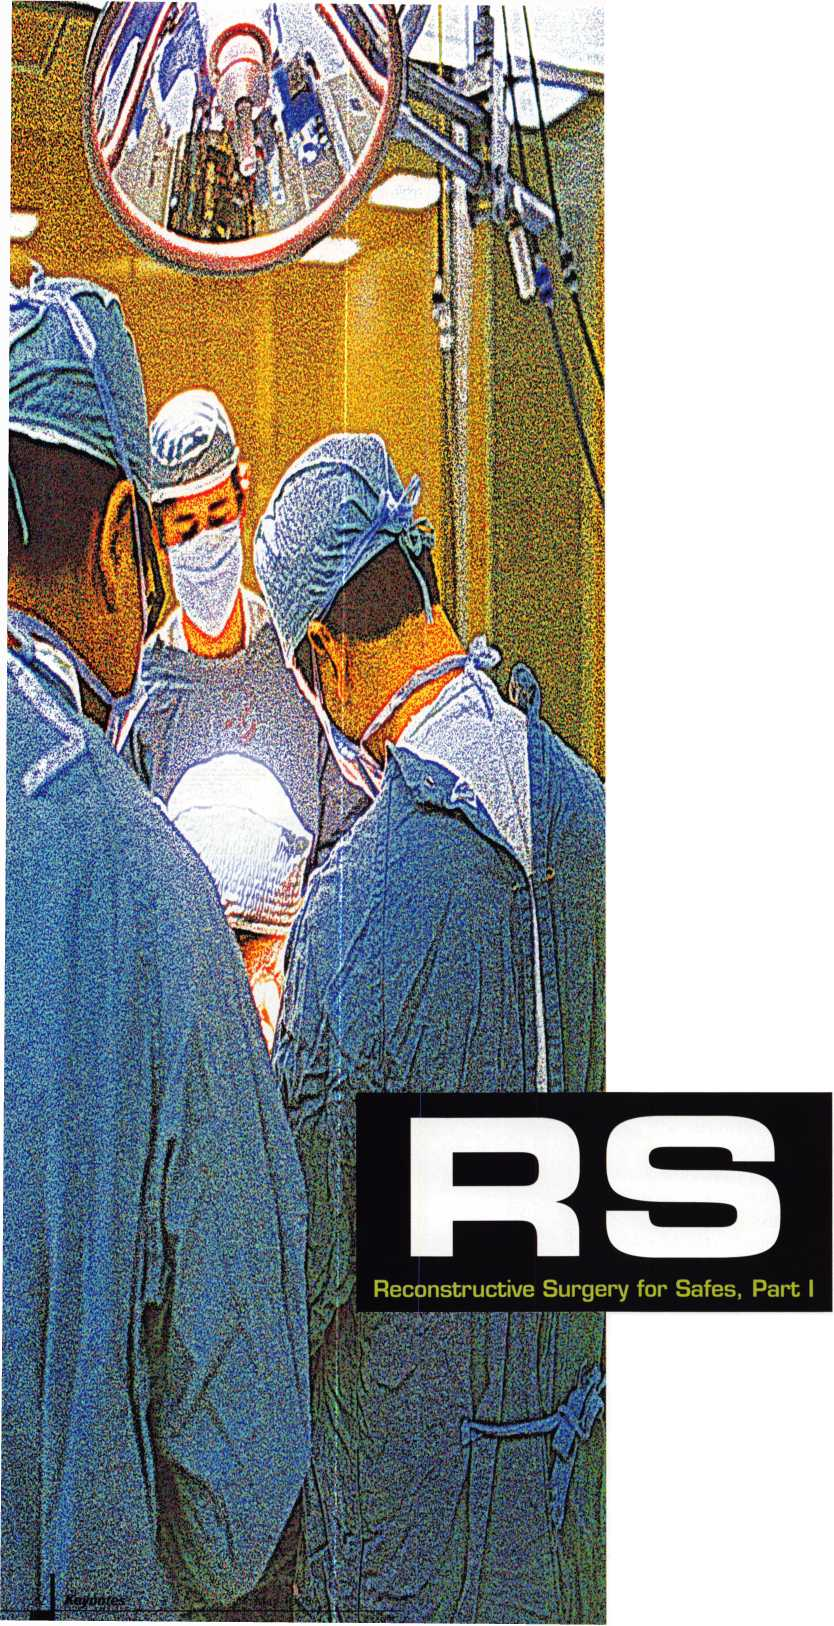 RS
Reconstructive Surgery for Safes, Part I
Keynotes